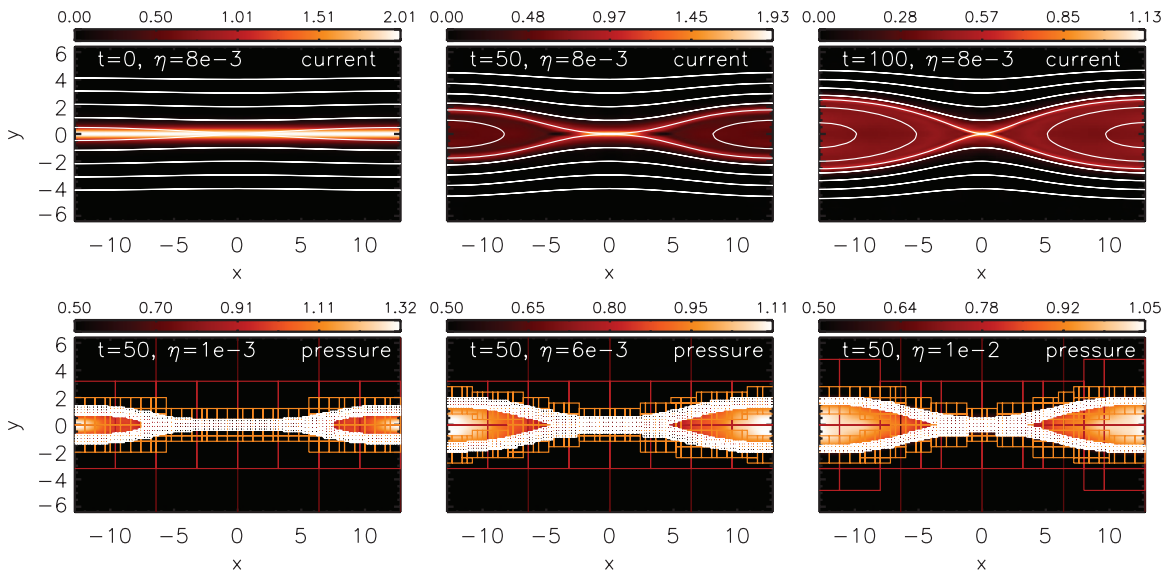 0.00 0.50 1.01 1.51 2.01
0.00 0.48 0.97 1.45 1.93
0.00 0.28 0.57 0.85 1.13
t=0, η=8e−3 current
t=50, η=8e−3 current
t=100, η=8e−3 current
y
6
4
2
0
−2
−4
−6
−10 −5 0 5 10
−10 −5 0 5 10
−10 −5 0 5 10
x
x
x
0.50 0.70 0.91 1.11 1.32
0.50 0.65 0.80 0.95 1.11
0.50 0.64 0.78 0.92 1.05
t=50, η=1e−3 pressure
t=50, η=6e−3 pressure
t=50, η=1e−2 pressure
y
6
4
2
0
−2
−4
−6
−10 −5 0 5 10
−10 −5 0 5 10
−10 −5 0 5 10
x
x
x